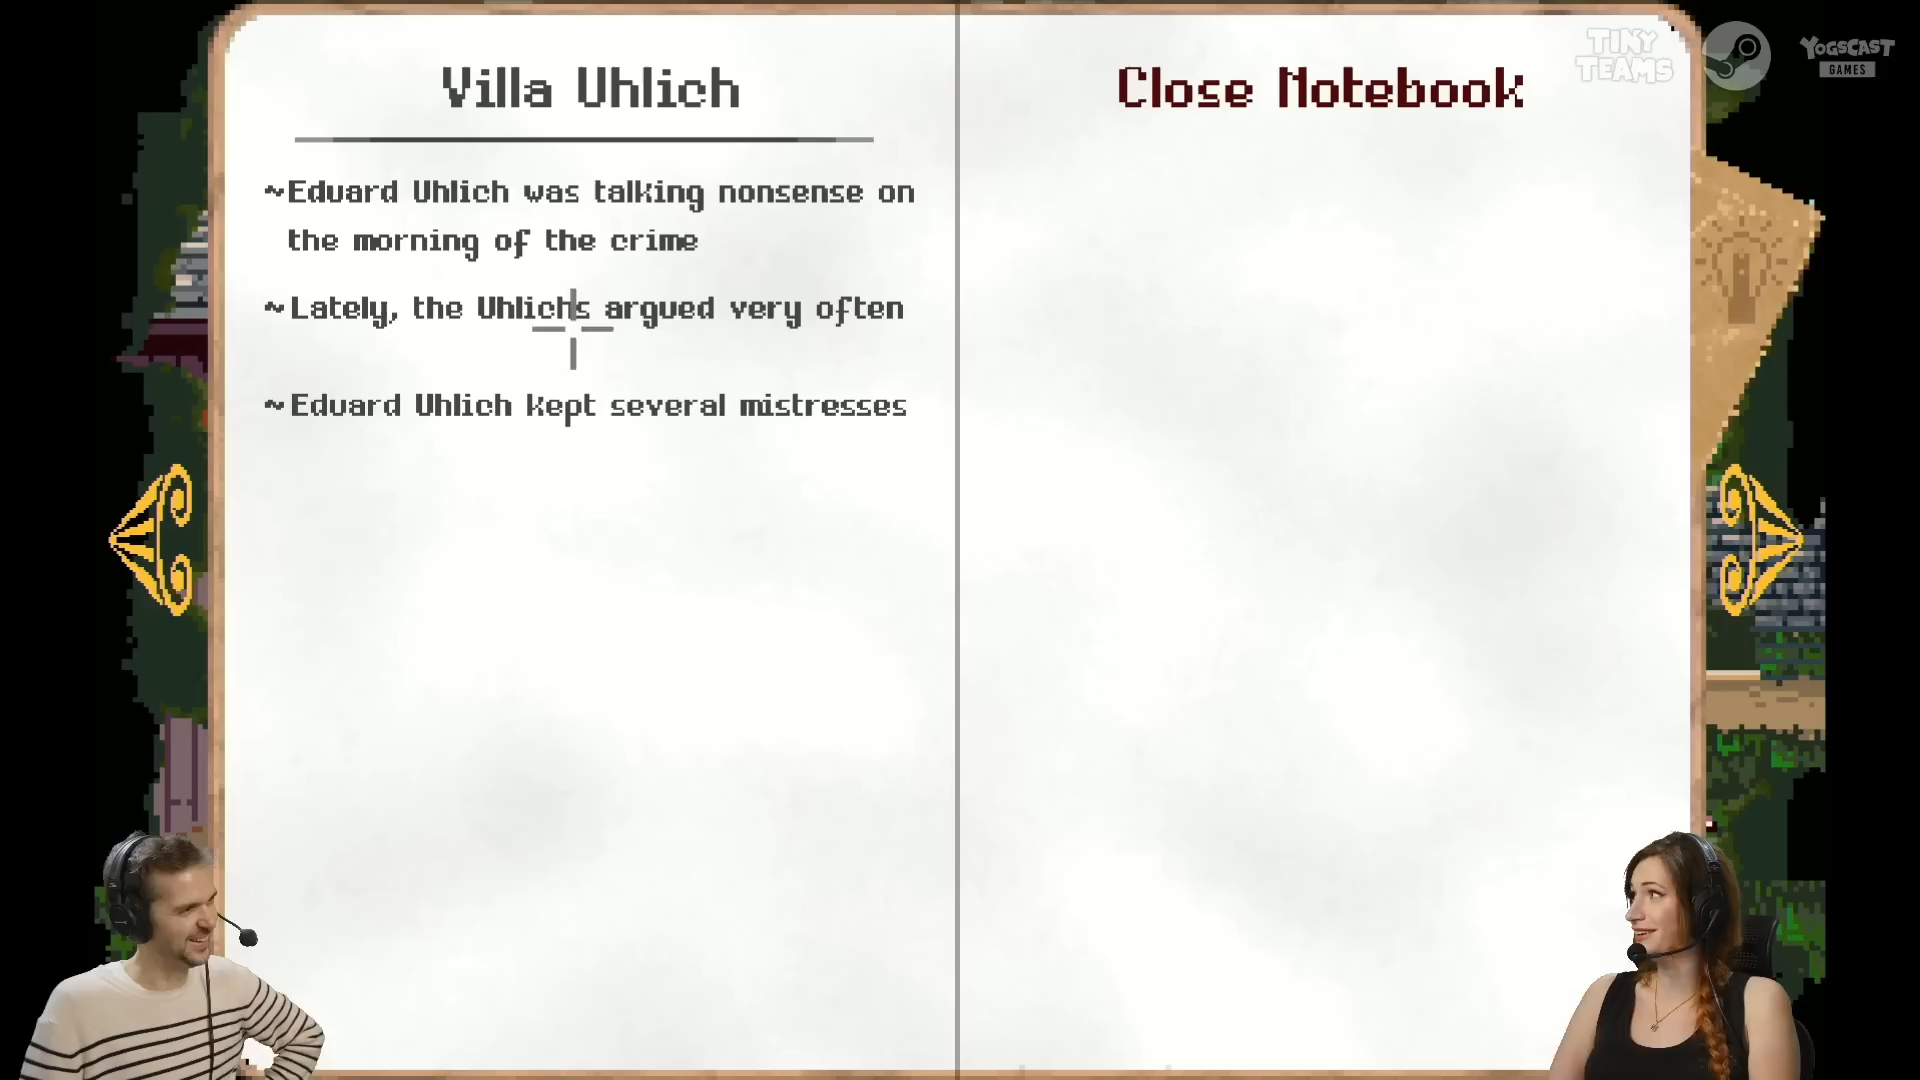 Villa Uhlich
~Eduard Uhlich was talking nonsense on
the morning of the crime
~Lately, the Uhlichs argued very often
~Eduard Uhlich kept several mistresses
Close Notebook
TINY
TEAMS
YOGSCAST
GAMES